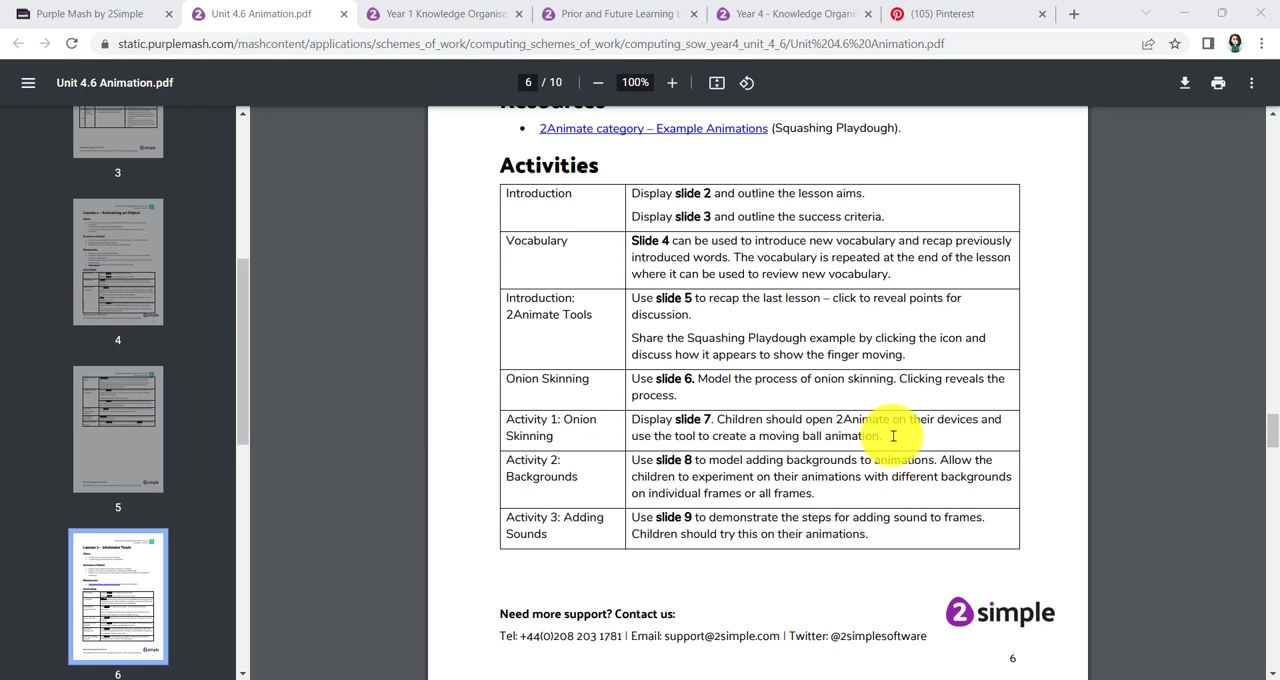 Purple Mash by 2Simple
Unit 4.6 Animation.pdf
Year 1 Knowledge Organise
Prior and Future Learning L
Year 4 - Knowledge Organise
(105) Pinterest
static.purplemash.com/mashcontent/applications/schemes_of_work/computing_schemes_of_work/computing_sow_year4_unit_4_6/Unit%204.6%20Animation.pdf
Unit 4.6 Animation.pdf
6 / 10
100%
3
4
5
6
Resources
• 2Animate category – Example Animations (Squashing Playdough).
Activities
Introduction
Display slide 2 and outline the lesson aims.
Display slide 3 and outline the success criteria.
Vocabulary
Slide 4 can be used to introduce new vocabulary and recap previously
introduced words. The vocabulary is repeated at the end of the lesson
where it can be used to review new vocabulary.
Introduction:
2Animate Tools
Use slide 5 to recap the last lesson – click to reveal points for
discussion.
Share the Squashing Playdough example by clicking the icon and
discuss how it appears to show the finger moving.
Onion Skinning
Use slide 6. Model the process of onion skinning. Clicking reveals the
process.
Activity 1: Onion
Skinning
Display slide 7. Children should open 2Animate on their devices and
use the tool to create a moving ball animation.
Activity 2:
Backgrounds
Use slide 8 to model adding backgrounds to animations. Allow the
children to experiment on their animations with different backgrounds
on individual frames or all frames.
Activity 3: Adding
Sounds
Use slide 9 to demonstrate the steps for adding sound to frames.
Children should try this on their animations.
Need more support? Contact us:
Tel: +44(0)208 203 1781 | Email: support@2simple.com | Twitter: @2simplesoftware
2simple
6